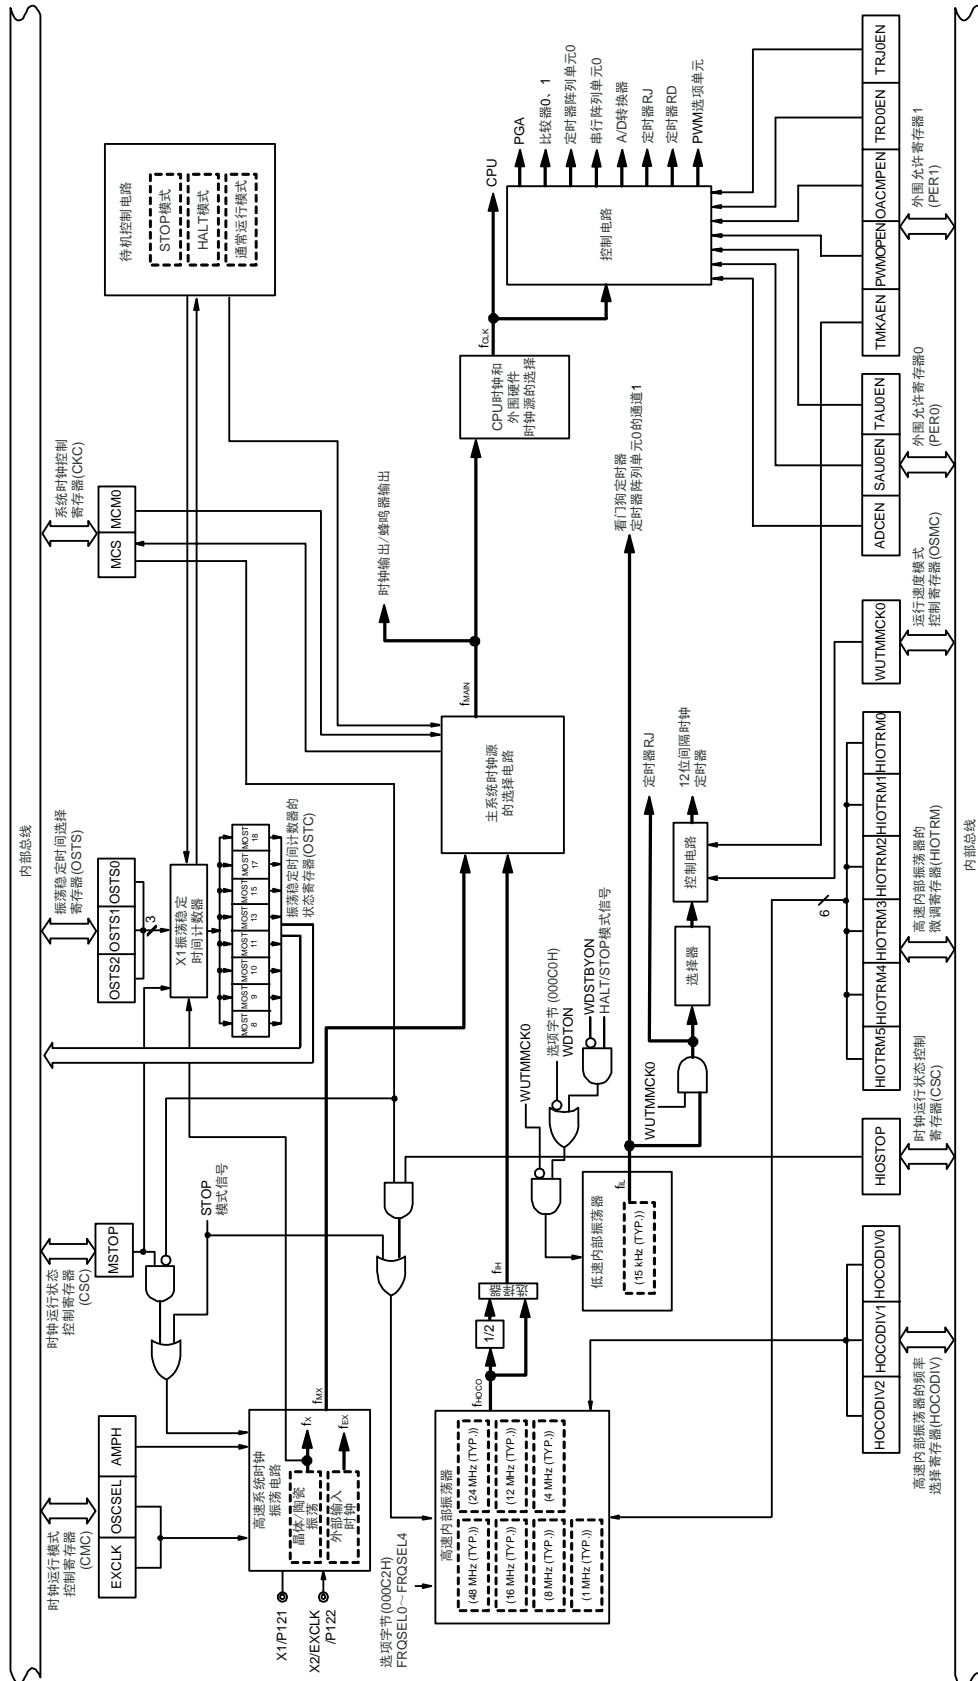 内部总线
时钟运行模式
控制寄存器
(CMC)
EXCLK
OSCSEL
AMPH
时钟运行状态
控制寄存器
(CSC)
MSTOP
振荡稳定时间选择
寄存器(OSTS)
OSTS2
OSTS1
OSTS0
3
系统时钟控制
寄存器(CKC)
MCS
MCM0
STOP
模式信号
X1振荡稳定
时间计数器
MOST
8
MOST
9
MOST
10
MOST
11
MOST
13
MOST
15
MOST
17
MOST
18
振荡稳定时间计数器的
状态寄存器(OSTC)
待机控制电路
STOP模式
HALT模式
通常运行模式
高速系统时钟
振荡电路
晶体/陶瓷
振荡
外部输入
时钟
fX
fEX
fMX
X1/P121
X2/EXCLK
/P122
选项字节(000C2H)
FRQSEL0～FRQSEL4
高速内部振荡器
(48 MHz (TYP.))
(24 MHz (TYP.))
(16 MHz (TYP.))
(12 MHz (TYP.))
(8 MHz (TYP.))
(4 MHz (TYP.))
(1 MHz (TYP.))
fHOCO
1/2
选择器
fIH
主系统时钟源
的选择电路
fMAIN
时钟输出/蜂鸣器输出
CPU时钟和
外围硬件
时钟源的选择
fCLK
CPU
控制电路
PGA
比较器0、1
定时器阵列单元0
串行阵列单元0
A/D转换器
定时器RJ
定时器RD
PWM选项单元
WUTMMCK0
选项字节 (000C0H)
WDTON
WDSTBYON
HALT/STOP模式信号
低速内部振荡器
(15 kHz (TYP.))
fIL
看门狗定时器
定时器阵列单元0的通道1
WUTMMCK0
定时器RJ
选择器
控制电路
12位间隔时钟
定时器
6
HOCODIV2
HOCODIV1
HOCODIV0
高速内部振荡器的频率
选择寄存器(HOCODIV)
HIOSTOP
时钟运行状态控制
寄存器(CSC)
HIOTRM5
HIOTRM4
HIOTRM3
HIOTRM2
HIOTRM1
HIOTRM0
高速内部振荡器的
微调寄存器(HIOTRM)
WUTMMCK0
运行速度模式
控制寄存器(OSMC)
ADCEN
SAU0EN
TAU0EN
外围允许寄存器0
(PER0)
TMKAEN
PWMOPEN
OACMPEN
TRD0EN
TRJ0EN
外围允许寄存器1
(PER1)
内部总线